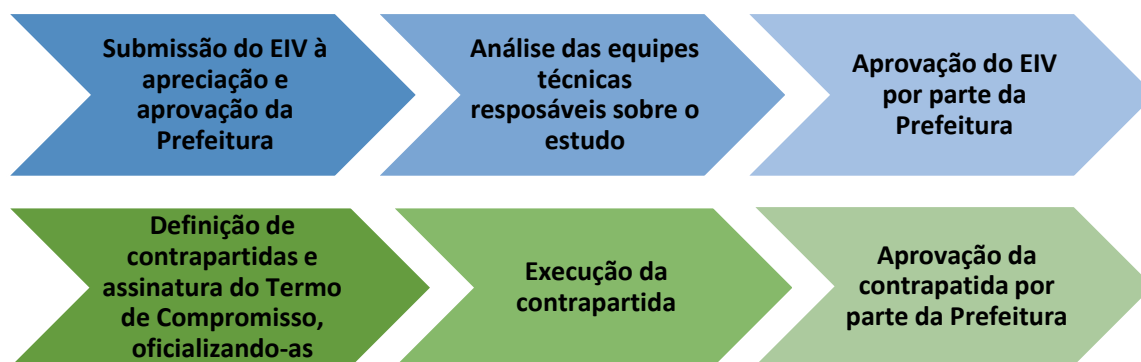 Submissão do EIV à
apreciação e
aprovação da
Prefeitura
Análise das equipes
técnicas
resposáveis sobre o
estudo
Aprovação do EIV
por parte da
Prefeitura
Definição de
contrapartidas e
assinatura do Termo
de Compromisso,
oficializando-as
Execução da
contrapartida
Aprovação da
contrapatida por
parte da Prefeitura